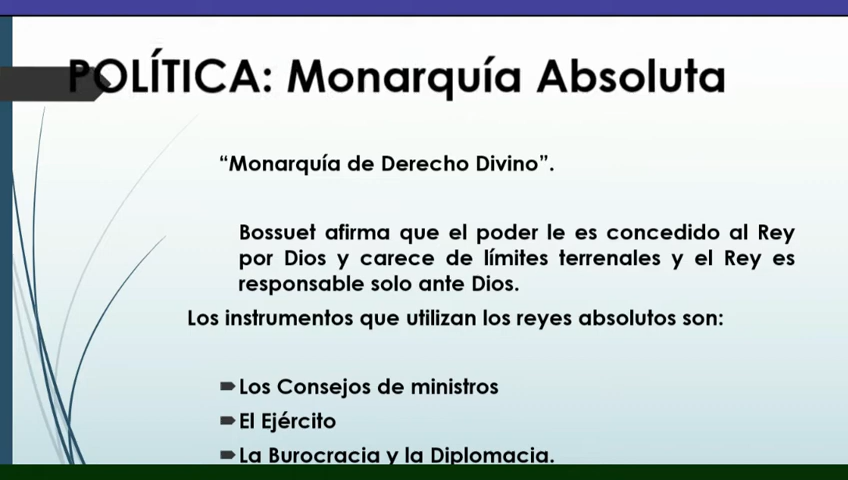 POLÍTICA: Monarquía Absoluta
“Monarquía de Derecho Divino”.
Bossuet afirma que el poder le es concedido al Rey
por Dios y carece de límites terrenales y el Rey es
responsable solo ante Dios.
Los instrumentos que utilizan los reyes absolutos son:
Los Consejos de ministros
El Ejército
La Burocracia y la Diplomacia.